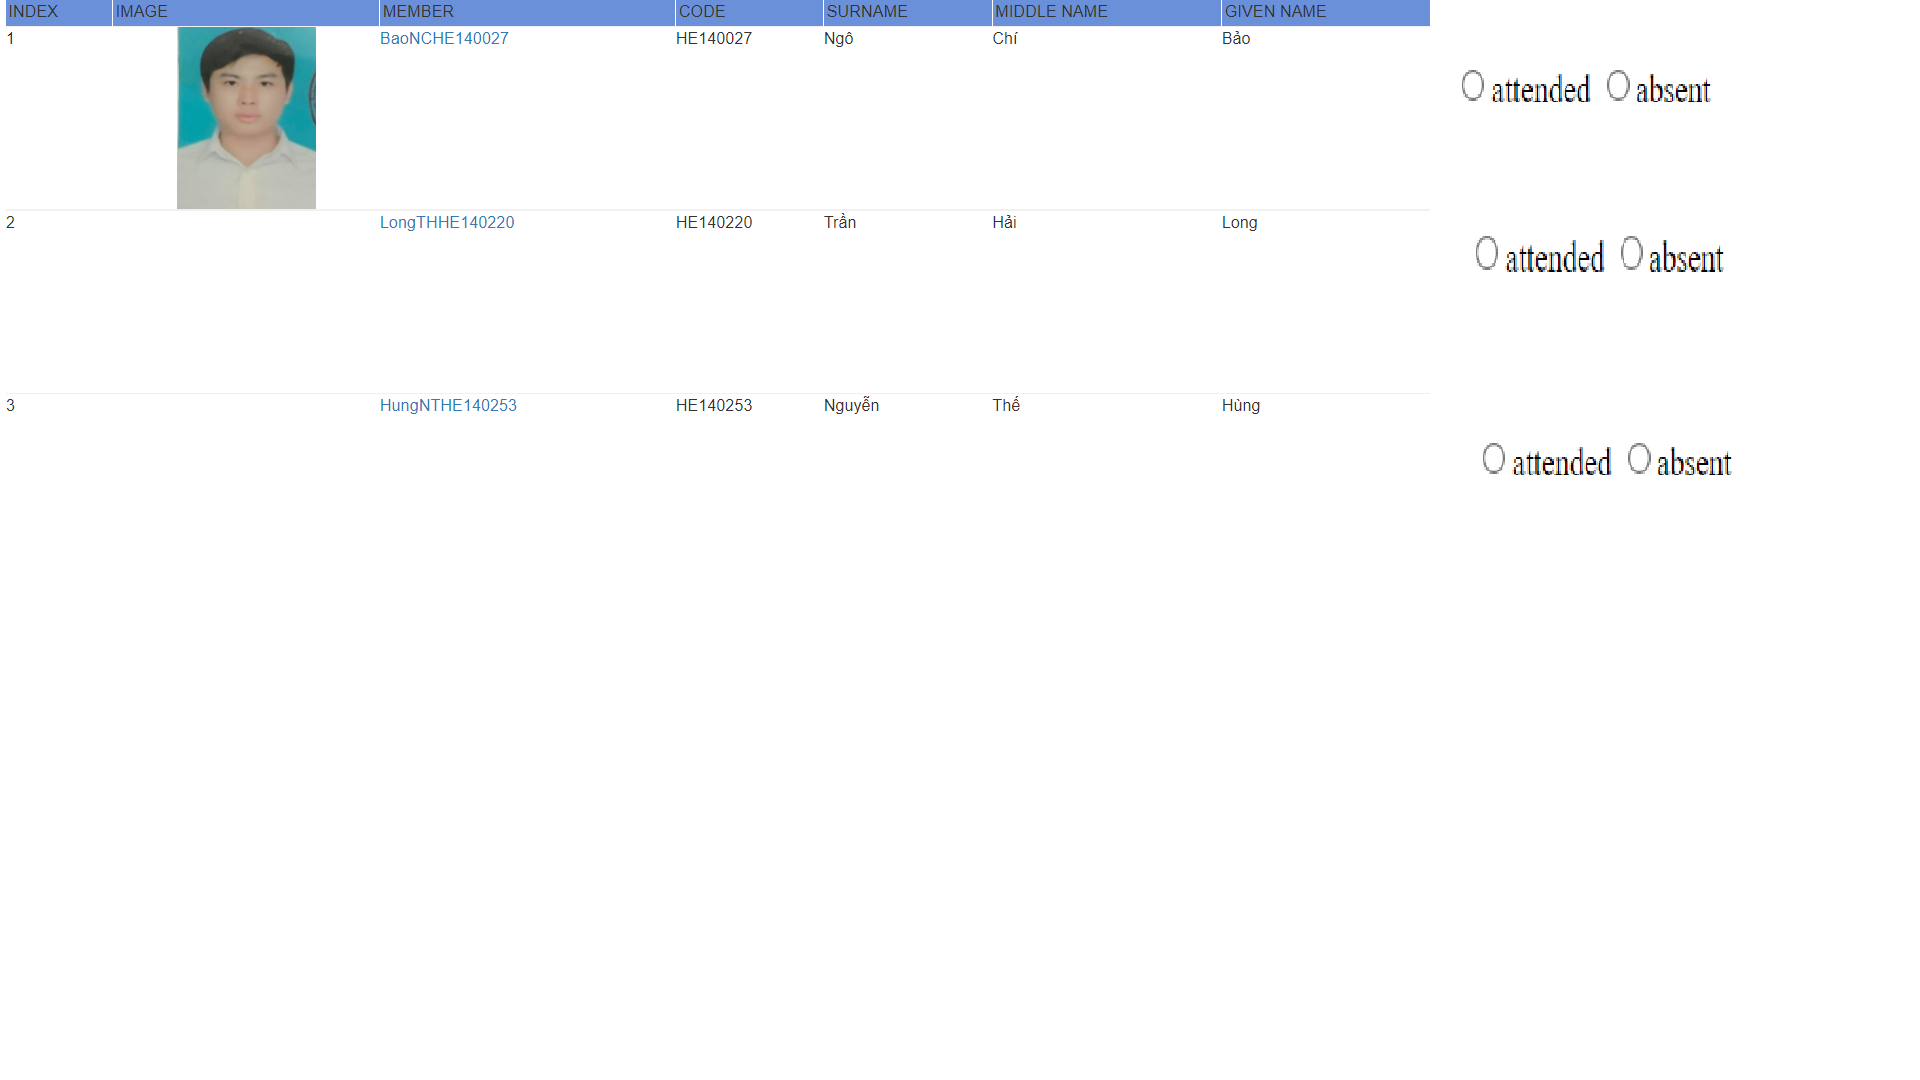 INDEX IMAGE MEMBER CODE SURNAME MIDDLE NAME GIVEN NAME
1 BaoNCHE140027 HE140027 Ngô Chí Bảo
attended absent
2 LongTHHE140220 HE140220 Trần Hải Long
attended absent
3 HungNTHE140253 HE140253 Nguyễn Thế Hùng
attended absent